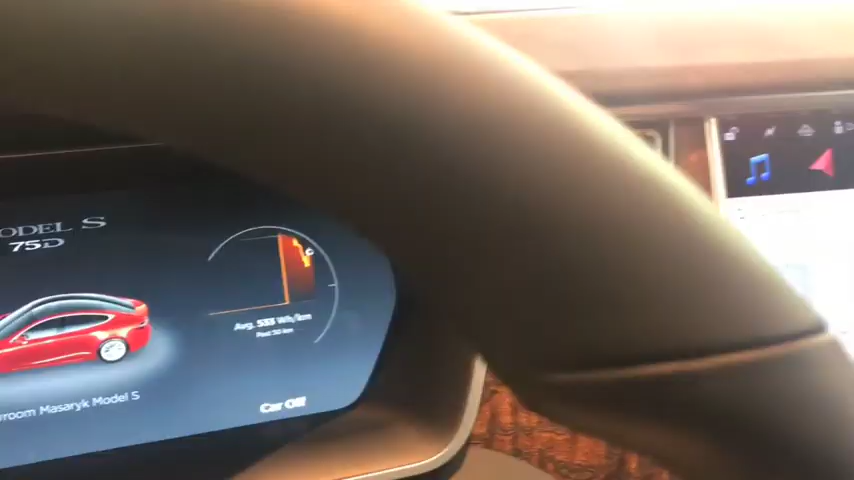 MODEL S
75D
Avg. 533 Wh/km
Past 50 km
Masaryk Model S
Car Off